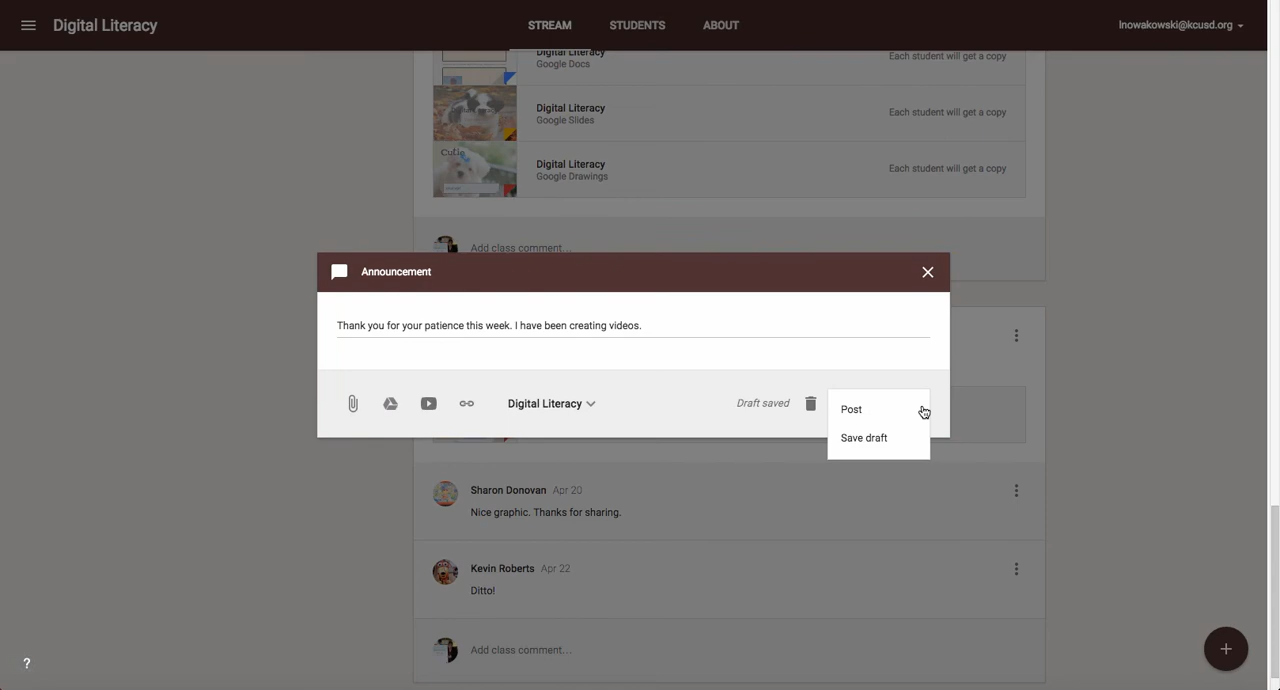 Digital Literacy
STREAM
STUDENTS
ABOUT
lnowakowski@kcusd.org
Digital Literacy
Google Docs
Each student will get a copy
Digital Literacy
Google Slides
Each student will get a copy
Cutie
Digital Literacy
Google Drawings
Each student will get a copy
Add class comment...
Announcement
Thank you for your patience this week. I have been creating videos.
Digital Literacy
Draft saved
Post
Save draft
Sharon Donovan Apr 20
Nice graphic. Thanks for sharing.
Kevin Roberts Apr 22
Ditto!
Add class comment...
?